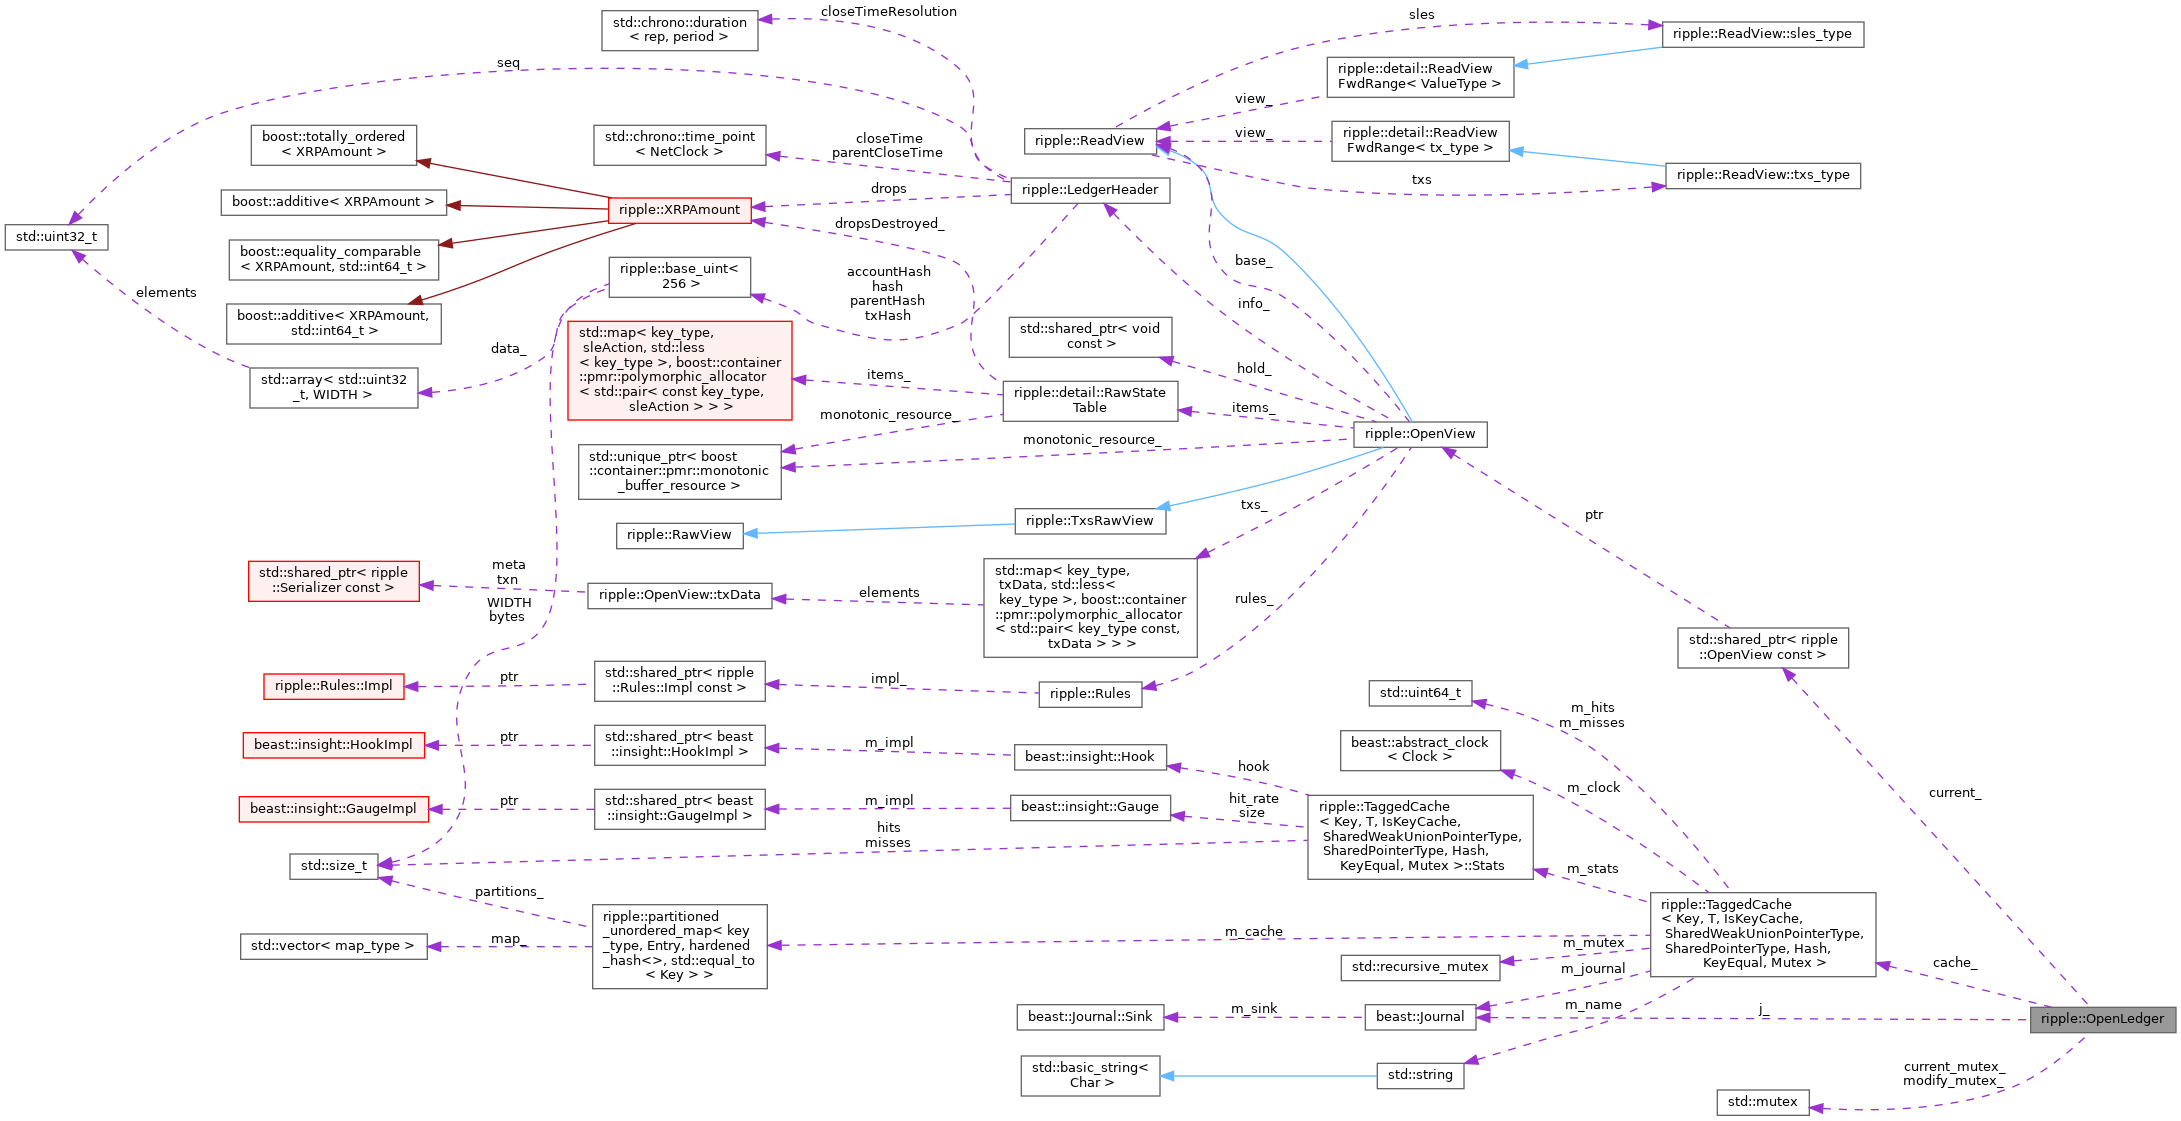 closeTimeResolution
std::chrono::duration
< rep, period >
sles
ripple::ReadView::sles_type
seq
ripple::detail::ReadView
FwdRange< ValueType >
view_
boost::totally_ordered
< XRPAmount >
std::chrono::time_point
< NetClock >
closeTime
parentCloseTime
ripple::ReadView
view_
ripple::detail::ReadView
FwdRange< tx_type >
txs
ripple::ReadView::txs_type
boost::additive< XRPAmount >
ripple::XRPAmount
drops
ripple::LedgerHeader
std::uint32_t
dropsDestroyed_
boost::equality_comparable
< XRPAmount, std::int64_t >
base_
elements
ripple::base_uint<
256 >
accountHash
hash
parentHash
txHash
info_
boost::additive< XRPAmount,
std::int64_t >
std::map< key_type,
sleAction, std::less
< key_type >, boost::container
::pmr::polymorphic_allocator
< std::pair< const key_type,
sleAction > > >
std::shared_ptr< void
const >
data_
hold_
std::array< std::uint32
_t, WIDTH >
items_
ripple::detail::RawState
Table
items_
monotonic_resource_
ripple::OpenView
monotonic_resource_
std::unique_ptr< boost
::container::pmr::monotonic
_buffer_resource >
ripple::RawView
ripple::TxsRawView
txs_
ptr
std::shared_ptr< ripple
::Serializer const >
meta
txn
WIDTH
bytes
ripple::OpenView::txData
elements
std::map< key_type,
txData, std::less<
key_type >, boost::container
::pmr::polymorphic_allocator
< std::pair< key_type const,
txData > > >
rules_
std::shared_ptr< ripple
::OpenView const >
ripple::Rules::Impl
ptr
std::shared_ptr< ripple
::Rules::Impl const >
impl_
ripple::Rules
std::uint64_t
m_hits
m_misses
beast::insight::HookImpl
ptr
std::shared_ptr< beast
::insight::HookImpl >
m_impl
beast::insight::Hook
hook
beast::abstract_clock
< Clock >
m_clock
current_
beast::insight::GaugeImpl
ptr
std::shared_ptr< beast
::insight::GaugeImpl >
m_impl
beast::insight::Gauge
hit_rate
size
ripple::TaggedCache
< Key, T, IsKeyCache,
SharedWeakUnionPointerType,
SharedPointerType, Hash,
KeyEqual, Mutex >::Stats
hits
misses
m_stats
std::size_t
partitions_
ripple::partitioned
_unordered_map< key
_type, Entry, hardened
_hash<>, std::equal_to
< Key > >
map_
std::vector< map_type >
m_cache
ripple::TaggedCache
< Key, T, IsKeyCache,
SharedWeakUnionPointerType,
SharedPointerType, Hash,
KeyEqual, Mutex >
m_mutex
std::recursive_mutex
m_journal
cache_
m_name
beast::Journal::Sink
m_sink
beast::Journal
j_
ripple::OpenLedger
std::basic_string<
Char >
std::string
current_mutex_
modify_mutex_
std::mutex